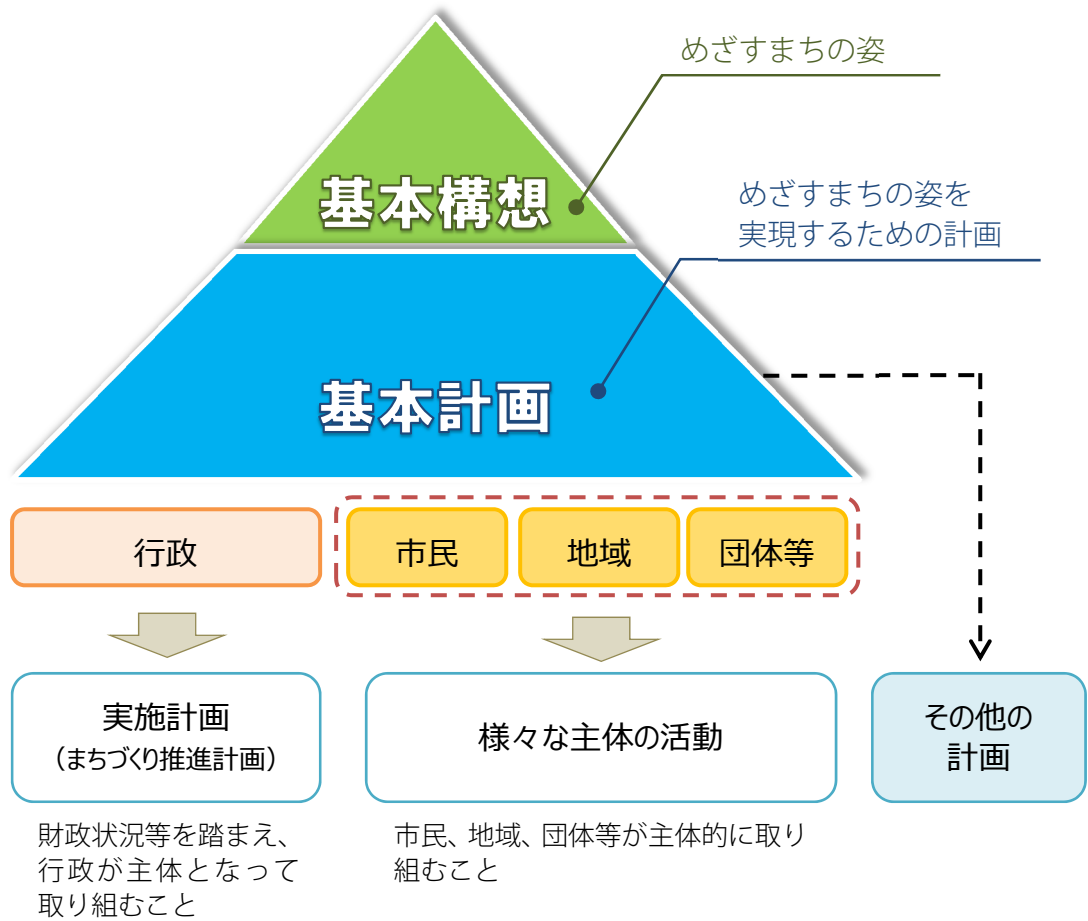 めざすまちの姿
基本構想
めざすまちの姿を
実現するための計画
基本計画
行政
市民
地域
団体等
実施計画
(まちづくり推進計画)
様々な主体の活動
その他の
計画
財政状況等を踏まえ、
行政が主体となって
取り組むこと
市民、地域、団体等が主体的に取り
組むこと